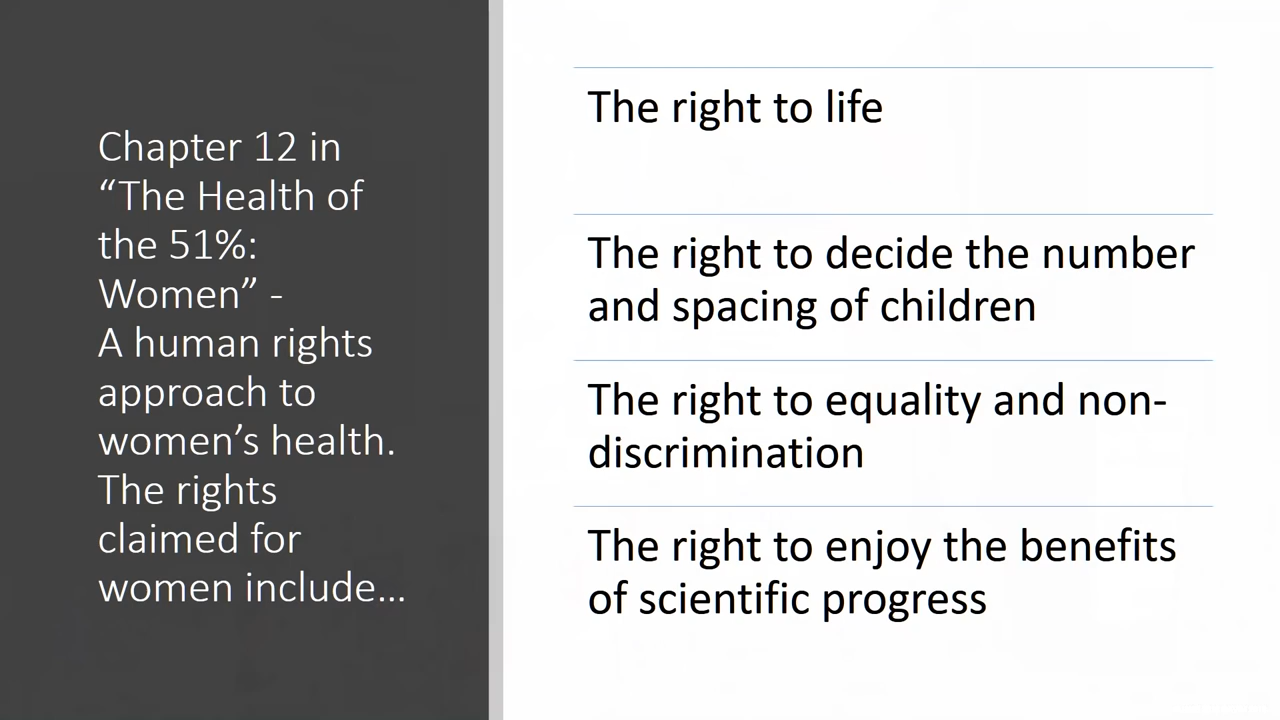 Chapter 12 in
“The Health of
the 51%:
Women” -
A human rights
approach to
women’s health.
The rights
claimed for
women include…
The right to life
The right to decide the number
and spacing of children
The right to equality and non-
discrimination
The right to enjoy the benefits
of scientific progress